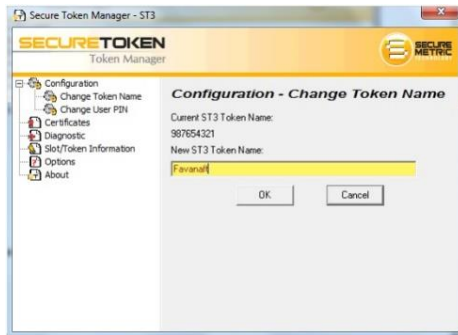 Secure Token Manager - ST3
SECURETOKEN
Token Manager
SECURE
METRIC
Configuration
Change Token Name
Change User PIN
Certificates
Diagnostic
Slot/Token Information
Options
About
Configuration - Change Token Name
Current ST3 Token Name:
987654321
New ST3 Token Name:
Favanalt
OK
Cancel